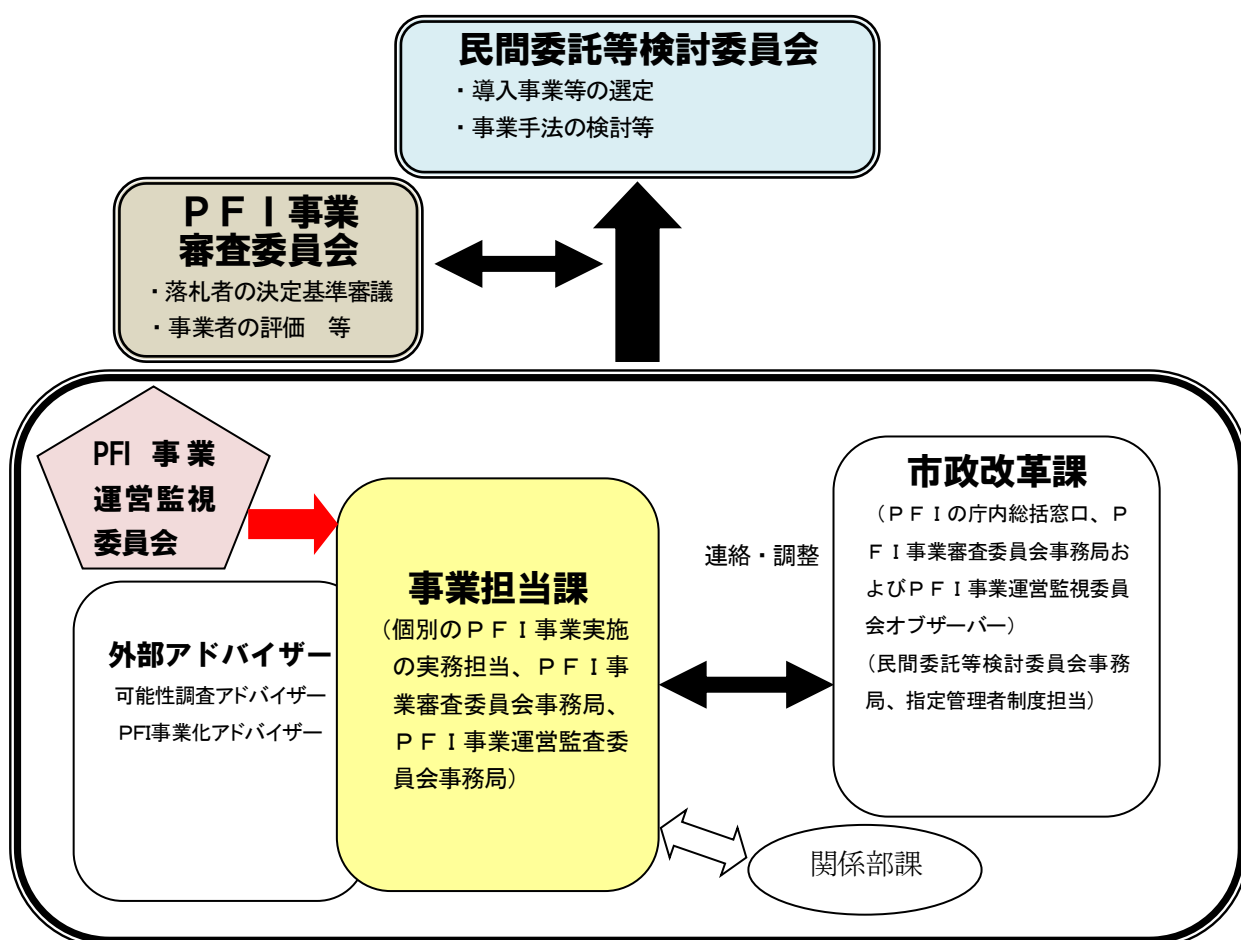 民間委託等検討委員会
・導入事業等の選定
・事業手法の検討等
ＰＦＩ事業
審査委員会
・落札者の決定基準審議
・事業者の評価　等
PFI 事業
運営監視
委員会
外部アドバイザー
可能性調査アドバイザー
PFI事業化アドバイザー
事業担当課
（個別のＰＦＩ事業実施
の実務担当、ＰＦＩ事
業審査委員会事務局、
ＰＦＩ事業運営監査委
員会事務局）
連絡・調整
市政改革課
（ＰＦＩの庁内総括窓口、Ｐ
ＦＩ事業審査委員会事務局お
よびＰＦＩ事業運営監視委員
会オブザーバー）
（民間委託等検討委員会事務
局、指定管理者制度担当）
関係部課